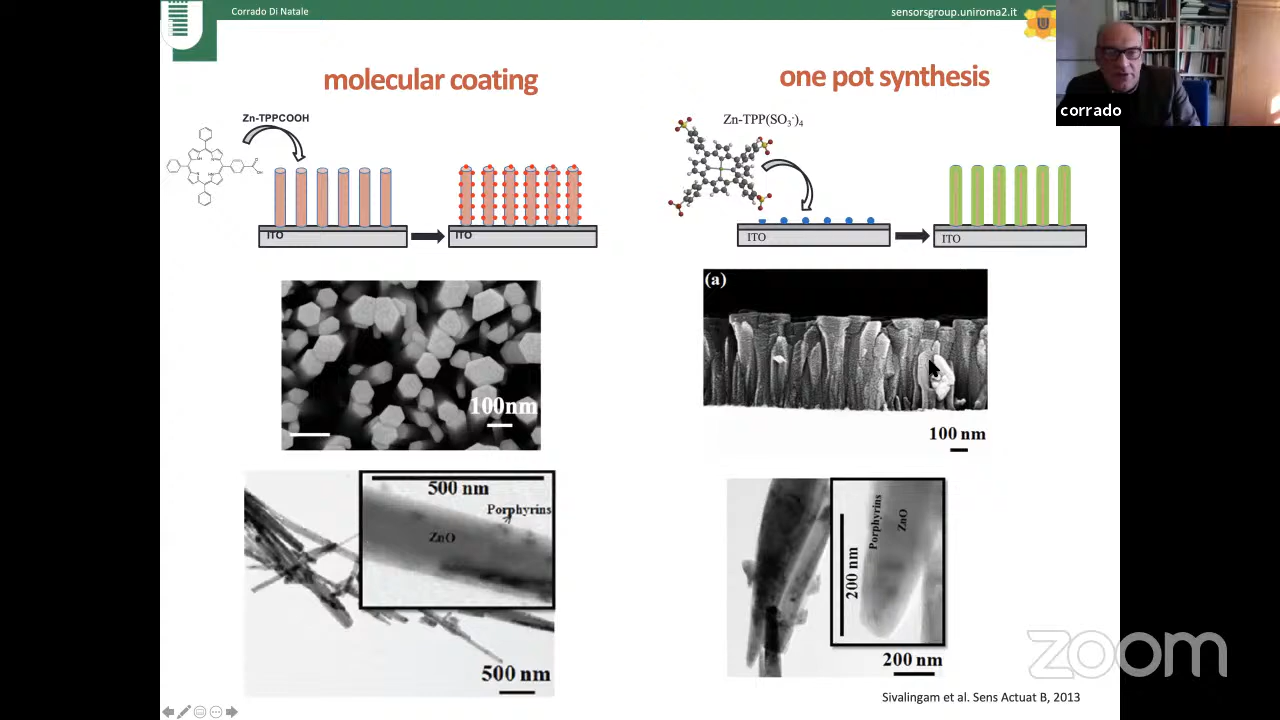 Corrado Di Natale
sensorsgroup.uniroma2.it
corrado
molecular coating
Zn-TPPCOOH
ITO
ITO
100nm
500 nm
Porphyrins
ZnO
500 nm
one pot synthesis
Zn-TPP(SO₃⁻)₄
ITO
ITO
(a)
100 nm
Porphyrins
ZnO
200 nm
200 nm
Sivalingam et al. Sens Actuat B, 2013
zoom